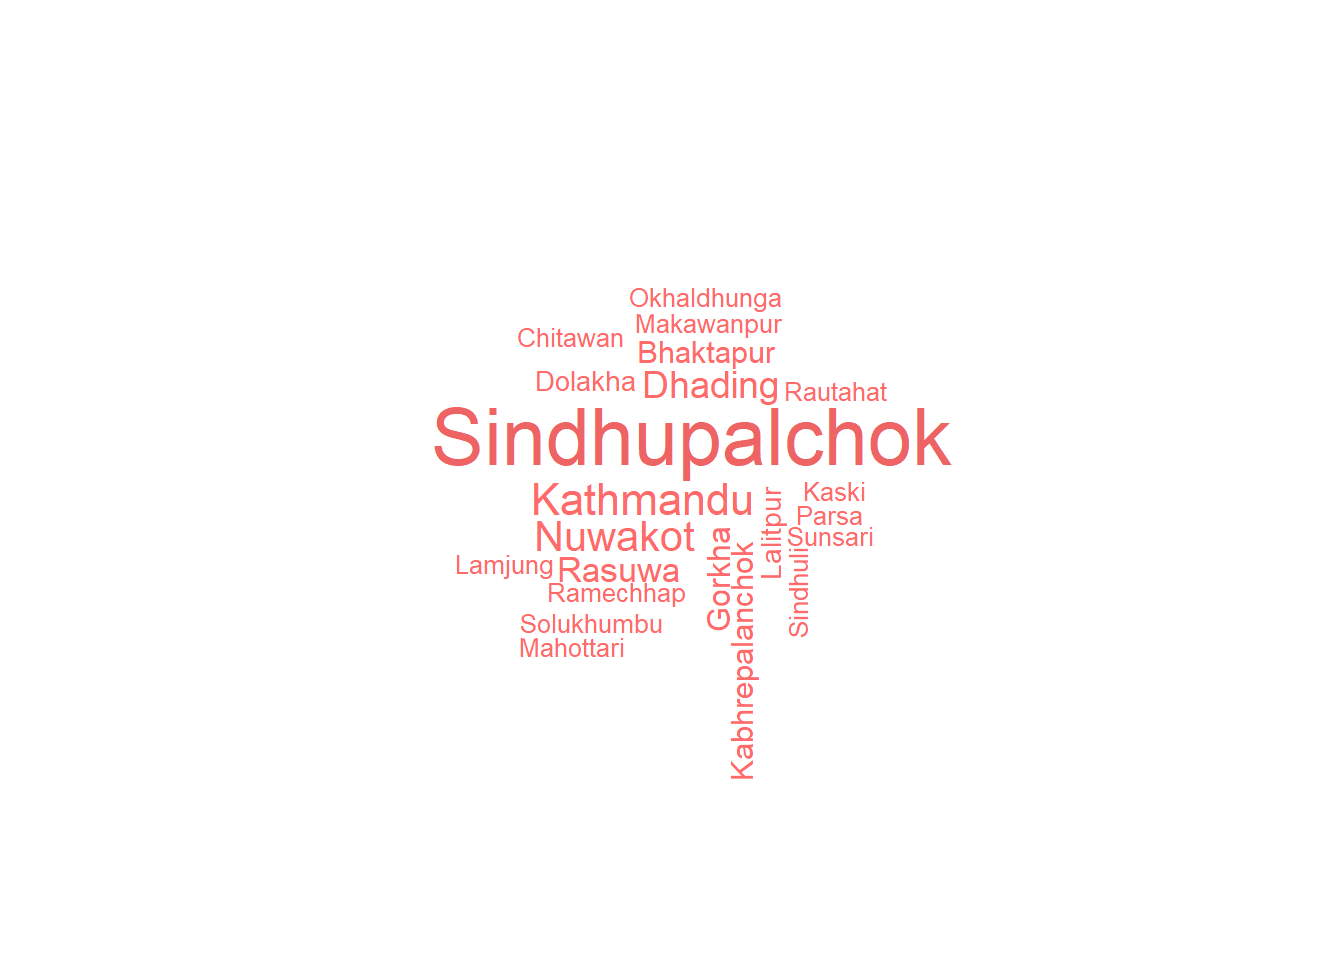 Okhaldhunga
Makawanpur
Chitawan
Bhaktapur
Dolakha
Dhading
Rautahat
Sindhupalchok
Kathmandu
Kaski
Lalitpur
Parsa
Nuwakot
Sunsari
Gorkha
Kabhrepalanchok
Sindhuli
Lamjung
Rasuwa
Ramechhap
Solukhumbu
Mahottari